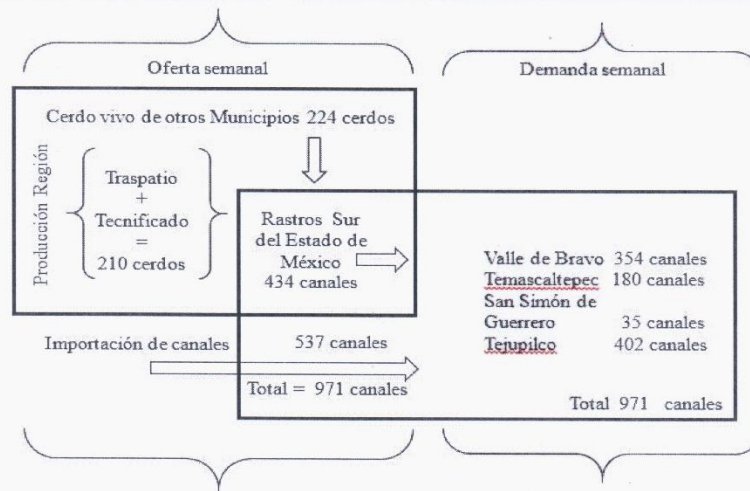 Oferta semanal
Demanda semanal
Cerdo vivo de otros Municipios 224 cerdos
Producción Región
Traspatio
+
Tecnificado
=
210 cerdos
Rastros Sur
del Estado de
México
434 canales
Valle de Bravo 354 canales
Temascaltepec 180 canales
San Simón de
Guerrero 35 canales
Tejupilco 402 canales
Importación de canales 537 canales
Total = 971 canales
Total 971 canales